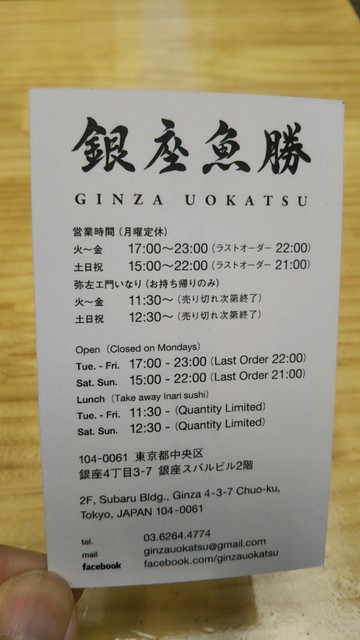 銀座魚勝
GINZA UOKATSU
営業時間（月曜定休）
火～金 17:00～23:00（ラストオーダー 22:00）
土日祝 15:00～22:00（ラストオーダー 21:00）
弥左エ門いなり（お持ち帰りのみ）
火～金 11:30～（売り切れ次第終了）
土日祝 12:30～（売り切れ次第終了）
Open (Closed on Mondays)
Tue. - Fri. 17:00 - 23:00 (Last Order 22:00)
Sat. Sun. 15:00 - 22:00 (Last Order 21:00)
Lunch (Take away Inari sushi)
Tue. - Fri. 11:30 - (Quantity Limited)
Sat. Sun. 12:30 - (Quantity Limited)
104-0061 東京都中央区
銀座4丁目3-7 銀座スバルビル2階
2F, Subaru Bldg., Ginza 4-3-7 Chuo-ku,
Tokyo, JAPAN 104-0061
tel. 03.6264.4774
mail ginzauokatsu@gmail.com
facebook facebook.com/ginzauokatsu